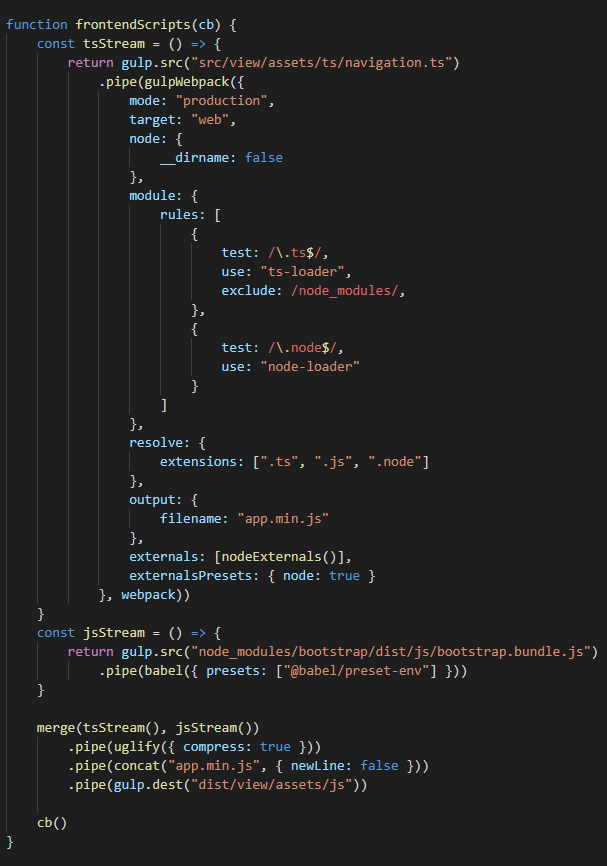 function frontendScripts(cb) {
    const tsStream = () => {
        return gulp.src("src/view/assets/ts/navigation.ts")
            .pipe(gulpWebpack({
                mode: "production",
                target: "web",
                node: {
                    __dirname: false
                },
                module: {
                    rules: [
                        {
                            test: /\.ts$/,
                            use: "ts-loader",
                            exclude: /node_modules/,
                        },
                        {
                            test: /\.node$/,
                            use: "node-loader"
                        }
                    ]
                },
                resolve: {
                    extensions: [".ts", ".js", ".node"]
                },
                output: {
                    filename: "app.min.js"
                },
                externals: [nodeExternals()],
                externalsPresets: { node: true }
            }, webpack))
    }
    const jsStream = () => {
        return gulp.src("node_modules/bootstrap/dist/js/bootstrap.bundle.js")
            .pipe(babel({ presets: ["@babel/preset-env"] }))
    }

    merge(tsStream(), jsStream())
        .pipe(uglify({ compress: true }))
        .pipe(concat("app.min.js", { newLine: false }))
        .pipe(gulp.dest("dist/view/assets/js"))

    cb()
}